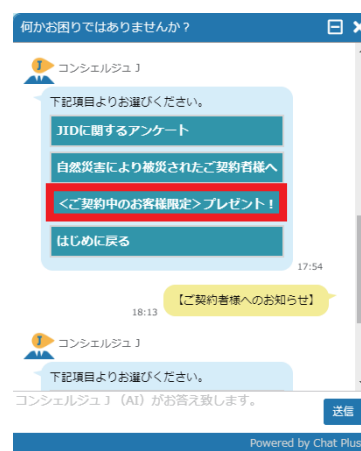 何かお困りではありませんか？
コンシェルジュ J
下記項目よりお選びください。
JIDに関するアンケート
自然災害により被災されたご契約者様へ
＜ご契約中のお客様限定＞プレゼント！
はじめに戻る
17:54
【ご契約者様へのお知らせ】
18:13
コンシェルジュ J
下記項目よりお選びください。
コンシェルジュＪ（AI）がお答え致します。
送信
Powered by Chat Plus